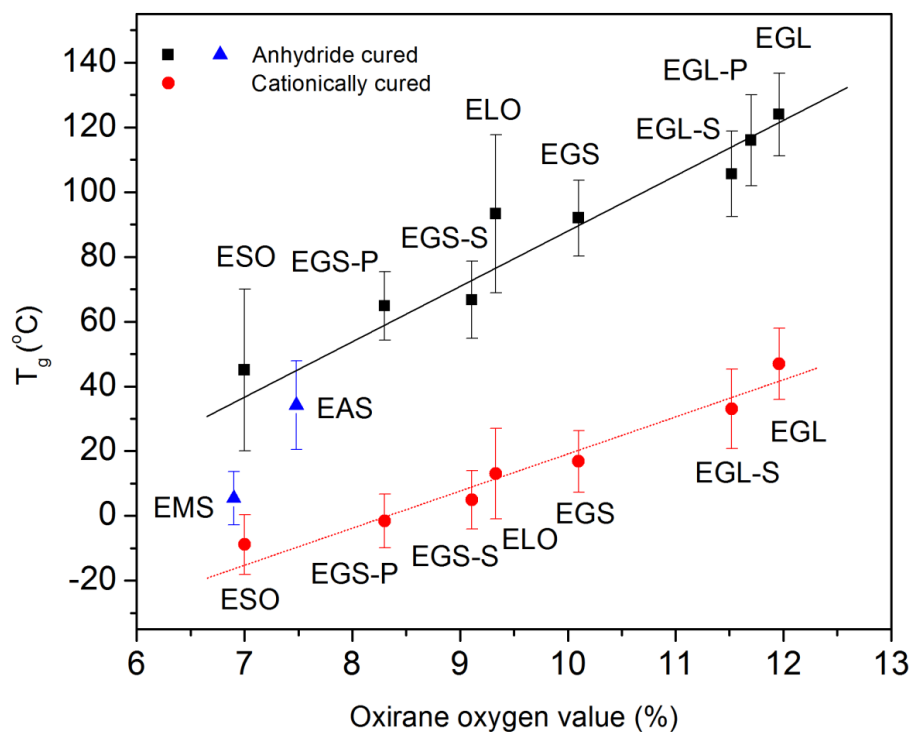 Anhydride cured
Cationically cured
EGL
EGL-P
ELO
EGL-S
EGS
EGS-S
ESO
EGS-P
EAS
EMS
EGL
EGL-S
EGS
ELO
EGS-S
EGS-P
ESO
140
120
100
80
60
40
20
0
-20
Tg (oC)
6 7 8 9 10 11 12 13
Oxirane oxygen value (%)